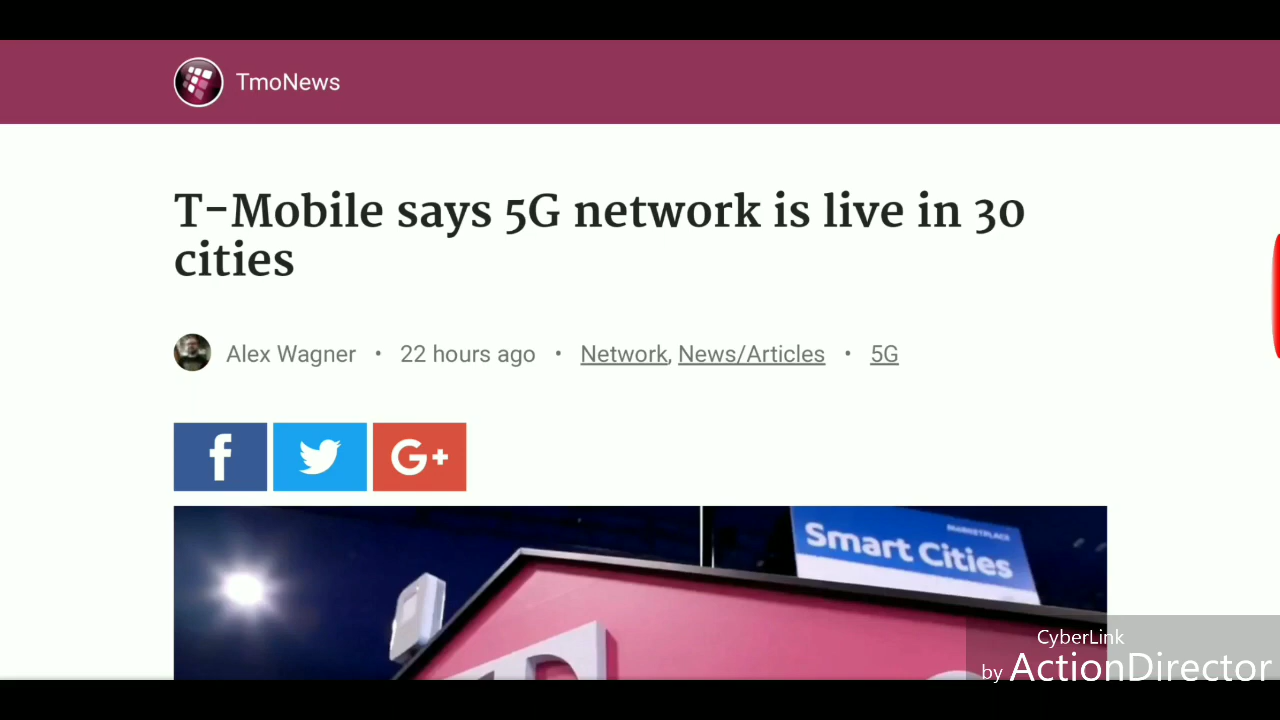 TmoNews
T-Mobile says 5G network is live in 30
cities
Alex Wagner • 22 hours ago • Network, News/Articles • 5G
f
G+
MARKETPLACE
Smart Cities
T
CyberLink
by ActionDirector